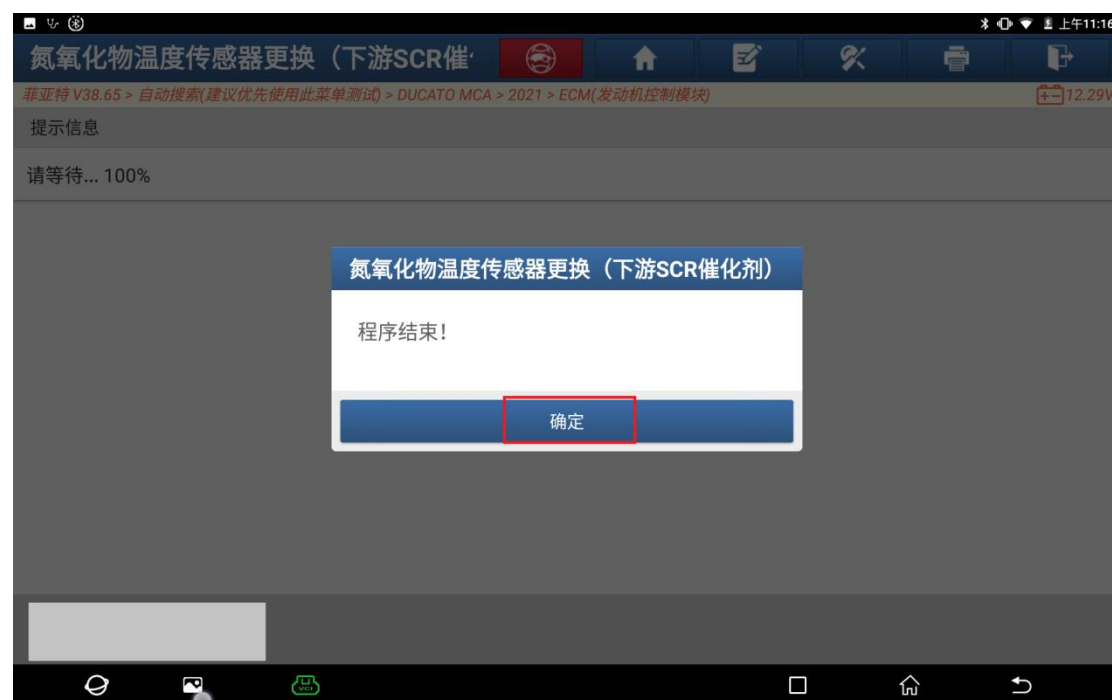 上午11:16
氮氧化物温度传感器更换（下游SCR催
菲亚特 V38.65 > 自动搜索(建议优先使用此菜单测试) > DUCATO MCA > 2021 > ECM(发动机控制模块)
12.29V
提示信息
请等待... 100%
氮氧化物温度传感器更换（下游SCR催化剂）
程序结束！
确定
VCI